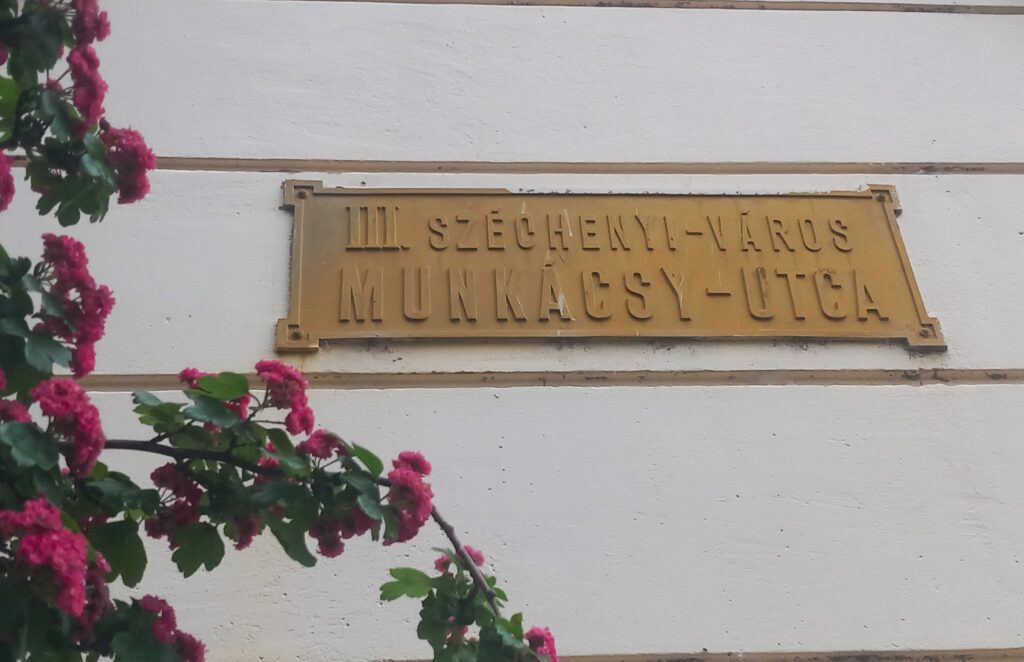 III. SZÉCHENYI-VÁROS
MUNKÁCSY-UTCA